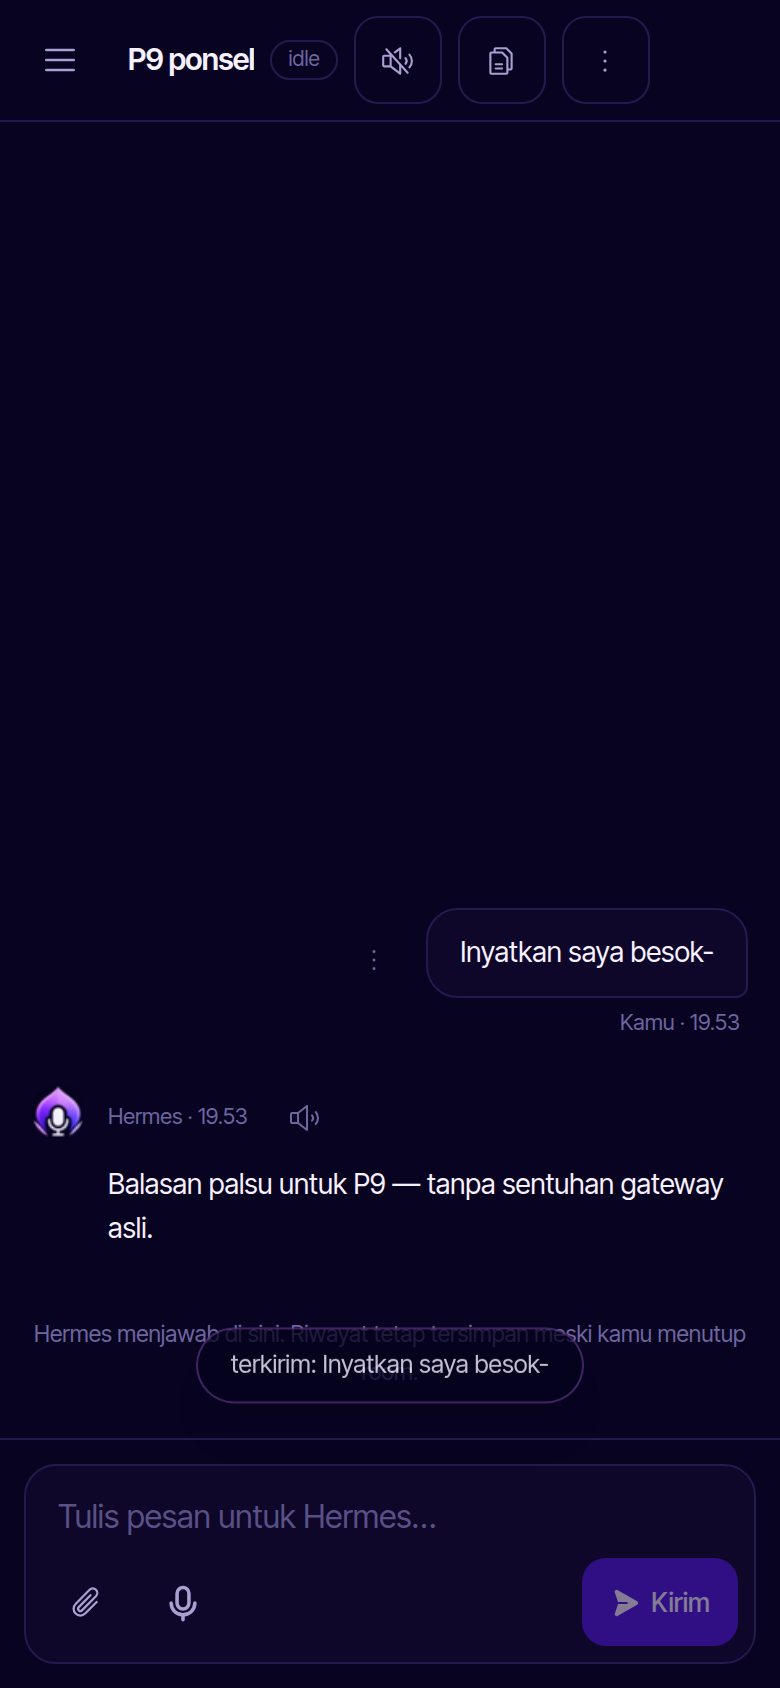 P9 ponsel
idle
Inyatkan saya besok-
Kamu · 19.53
Hermes · 19.53
Balasan palsu untuk P9 — tanpa sentuhan gateway
asli.
Hermes menjawab di sini. Riwayat tetap tersimpan meski kamu menutup
room.
terkirim: Inyatkan saya besok-
Tulis pesan untuk Hermes...
Kirim